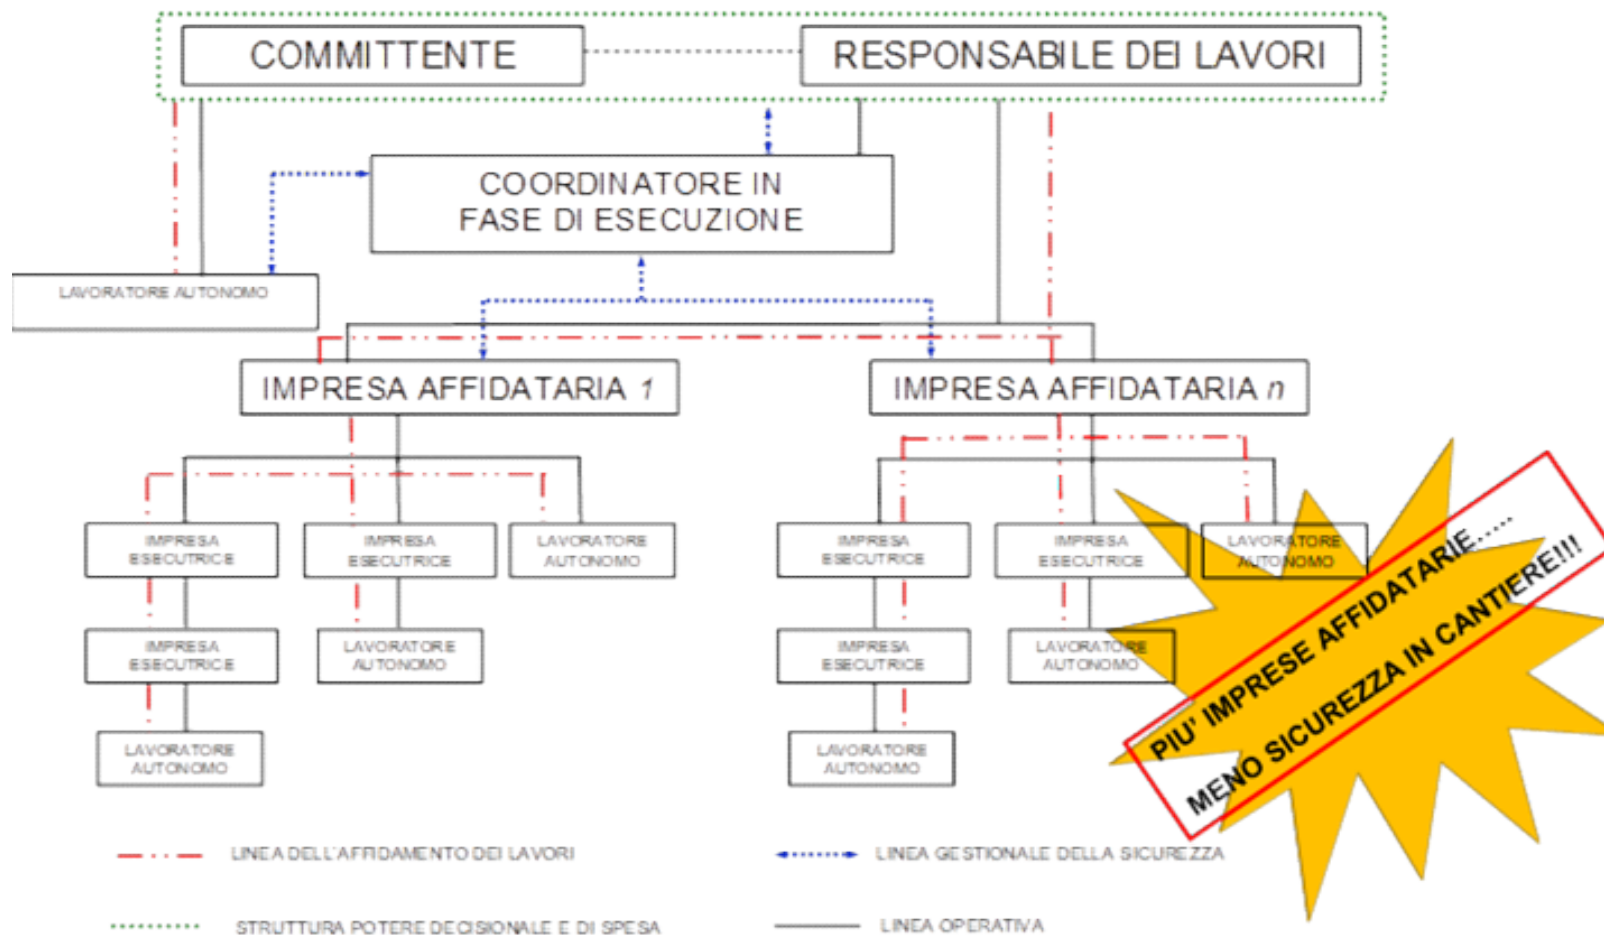 COMMITTENTE
RESPONSABILE DEI LAVORI
COORDINATORE IN
FASE DI ESECUZIONE
LAVORATORE AUTONOMO
IMPRESA AFFIDATARIA 1
IMPRESA AFFIDATARIA n
IMPRESA
ESECUTRICE
IMPRESA
ESECUTRICE
LAVORATORE
AUTONOMO
IMPRESA
ESECUTRICE
IMPRESA
ESECUTRICE
LAVORATORE
AUTONOMO
IMPRESA
ESECUTRICE
LAVORATORE
AUTONOMO
IMPRESA
ESECUTRICE
LAVORATORE
AUTONOMO
LAVORATORE
AUTONOMO
LAVORATORE
AUTONOMO
PIU' IMPRESE AFFIDATARIE.....
MENO SICUREZZA IN CANTIERE!!!
LINEA DELL'AFFIDAMENTO DEI LAVORI
LINEA GESTIONALE DELLA SICUREZZA
STRUTTURA POTERE DECISIONALE E DI SPESA
LINEA OPERATIVA